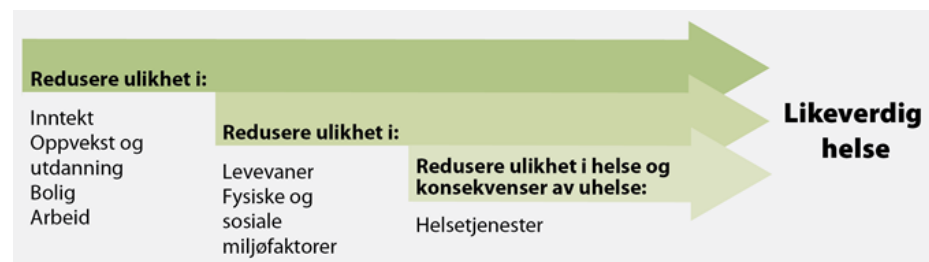 Redusere ulikhet i:
Inntekt
Oppvekst og
utdanning
Bolig
Arbeid
Redusere ulikhet i:
Levevaner
Fysiske og
sosiale
miljøfaktorer
Redusere ulikhet i helse og
konsekvenser av uhelse:
Helsetjenester
Likeverdig
helse